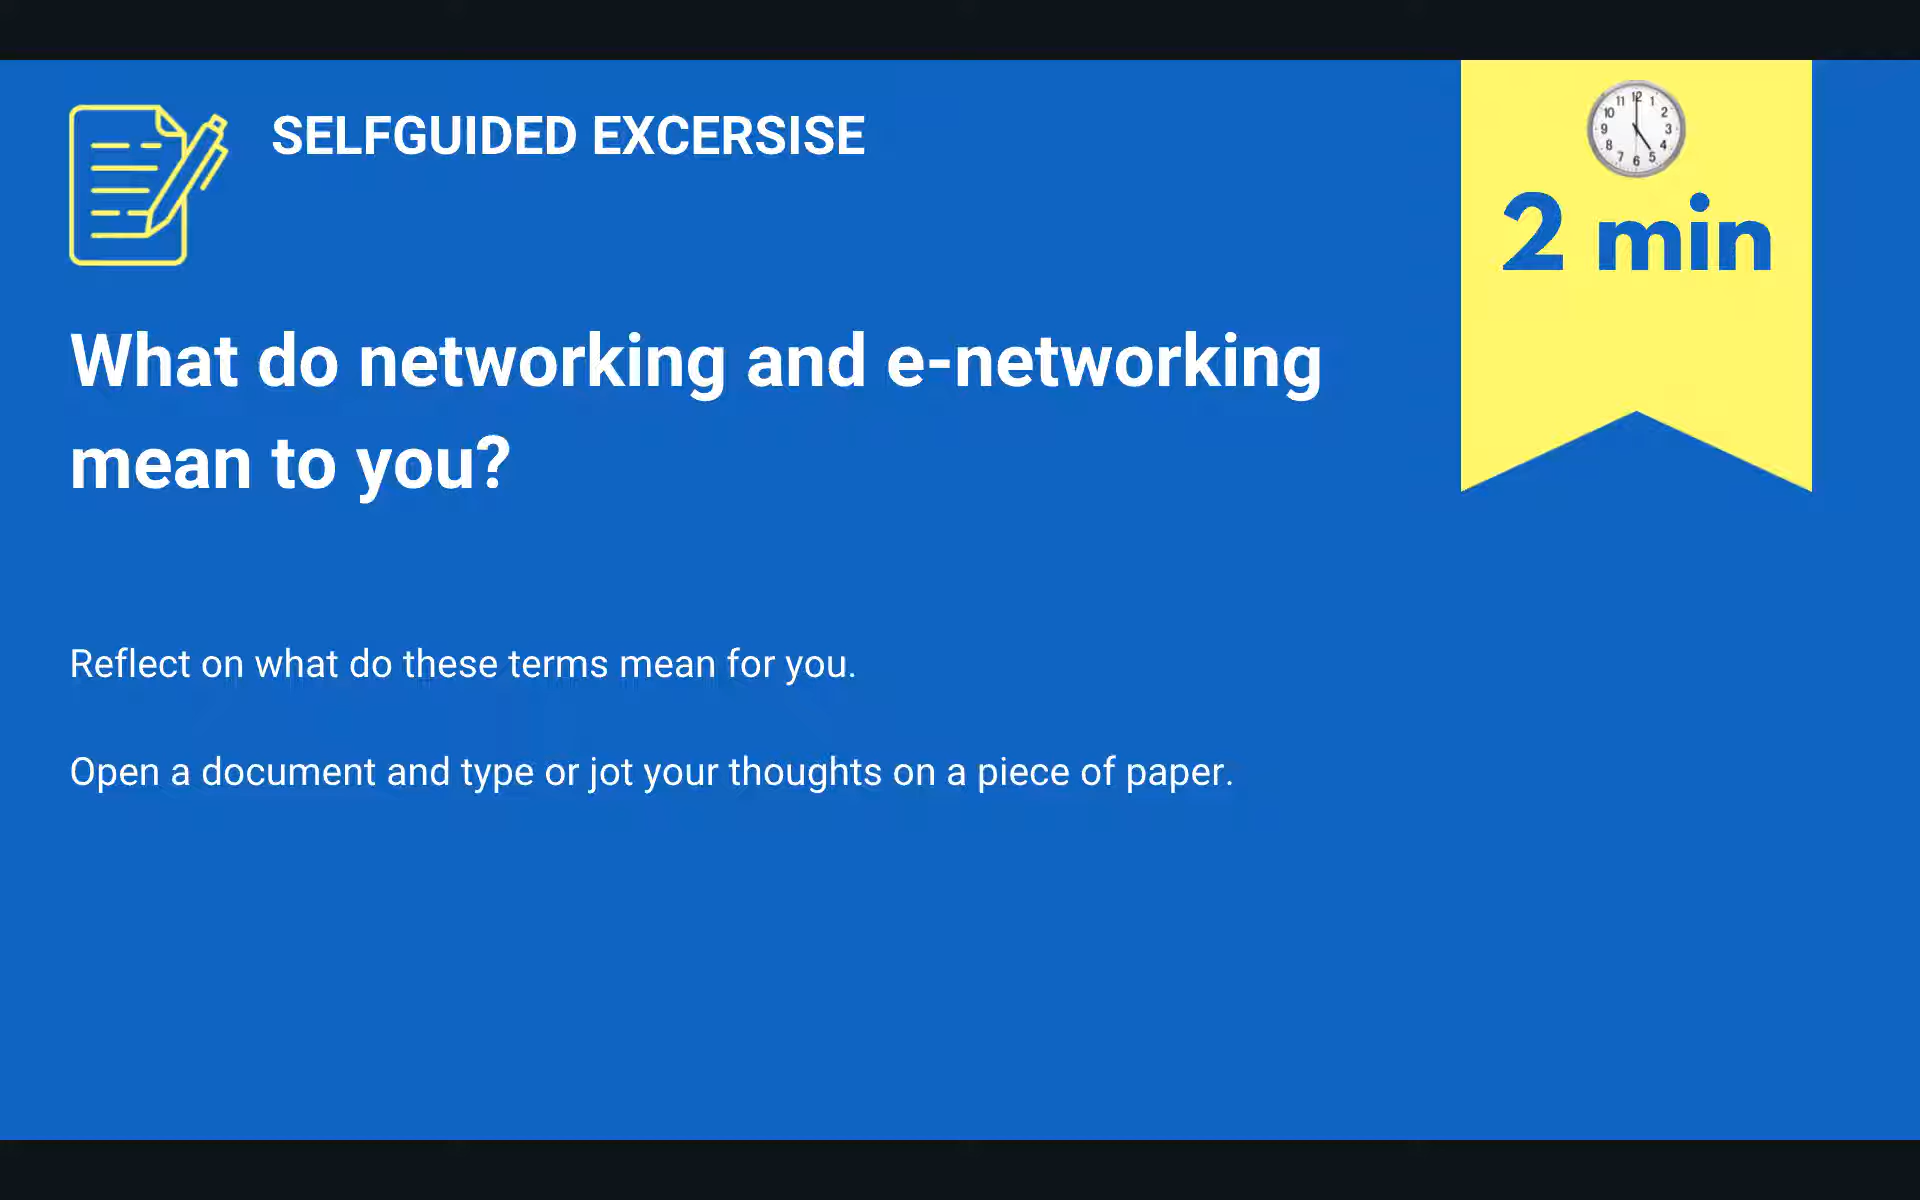 SELFGUIDED EXCERSISE
2 min
What do networking and e-networking
mean to you?
Reflect on what do these terms mean for you.
Open a document and type or jot your thoughts on a piece of paper.